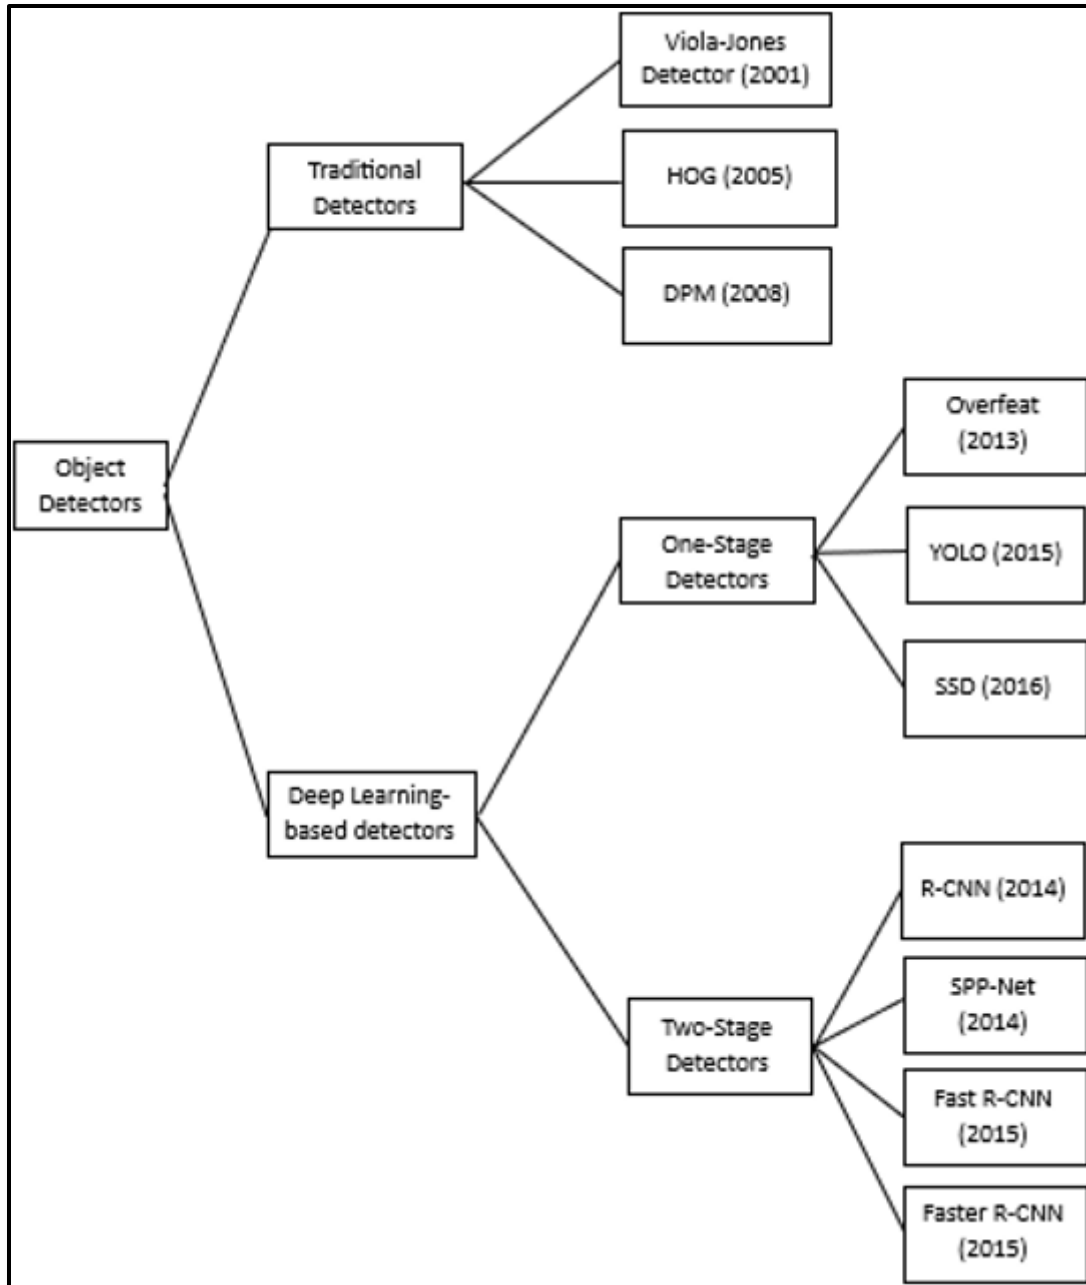 Viola-Jones
Detector (2001)
Traditional
Detectors
HOG (2005)
DPM (2008)
Object
Detectors
Overfeat
(2013)
One-Stage
Detectors
YOLO (2015)
SSD (2016)
Deep Learning-
based detectors
R-CNN (2014)
Two-Stage
Detectors
SPP-Net
(2014)
Fast R-CNN
(2015)
Faster R-CNN
(2015)